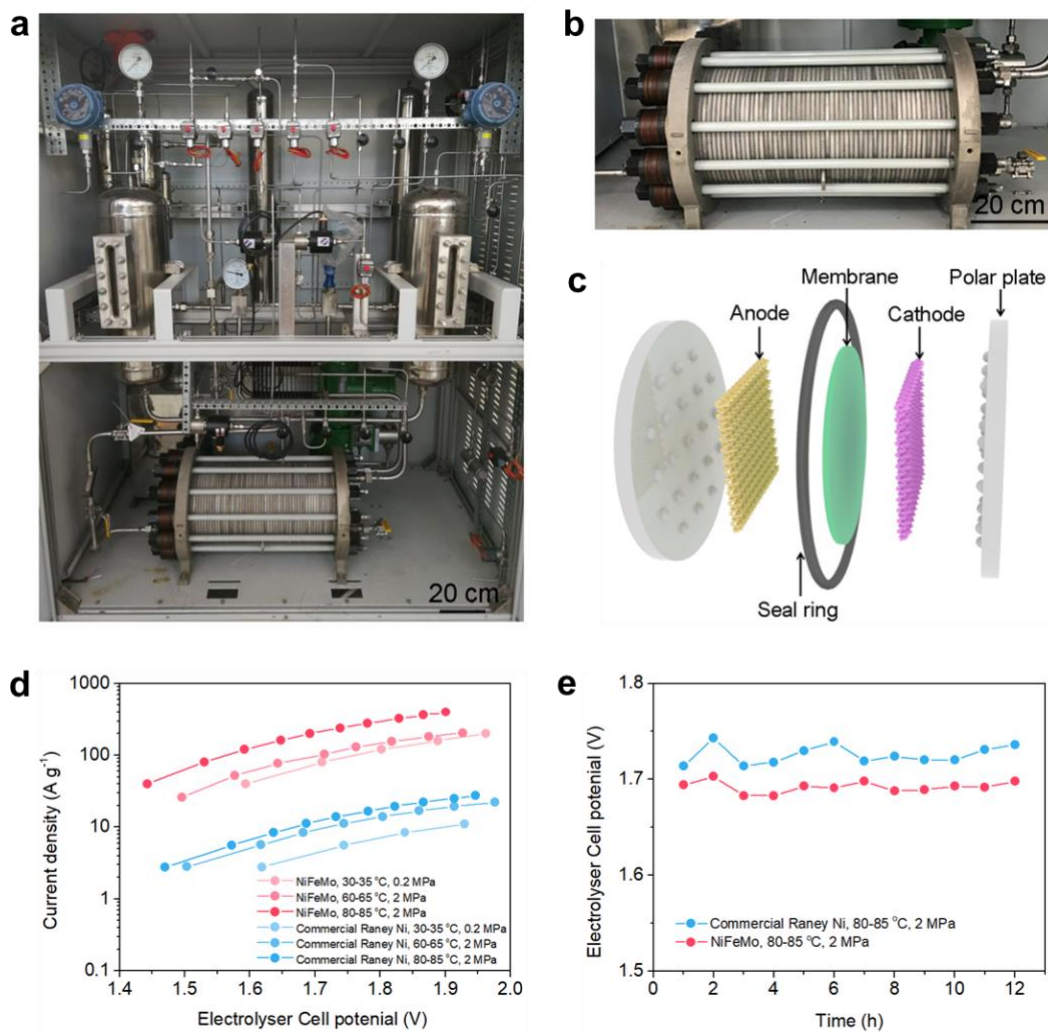 a
20 cm
b
20 cm
c
Membrane
Polar plate
Anode
Cathode
Seal ring
d
1000
100
10
1
0.1
Current density (A g⁻¹)
NiFeMo, 30-35 °C, 0.2 MPa
NiFeMo, 60-65 °C, 2 MPa
NiFeMo, 80-85 °C, 2 MPa
Commercial Raney Ni, 30-35 °C, 0.2 MPa
Commercial Raney Ni, 60-65 °C, 2 MPa
Commercial Raney Ni, 80-85 °C, 2 MPa
1.4 1.5 1.6 1.7 1.8 1.9 2.0
Electrolyser Cell potential (V)
e
1.8
1.7
1.6
1.5
Electrolyser Cell potenial (V)
Commercial Raney Ni, 80-85 °C, 2 MPa
NiFeMo, 80-85 °C, 2 MPa
0 2 4 6 8 10 12
Time (h)